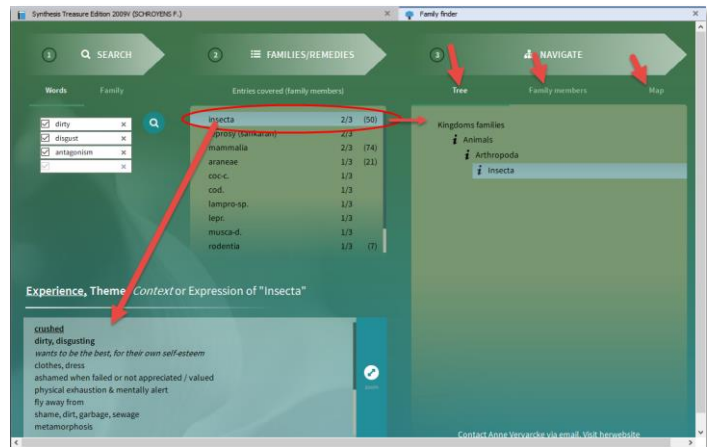 Synthesis Treasure Edition 2009V (SCHROYENS F.)
Family finder
1 SEARCH
2 FAMILIES/REMEDIES
3 NAVIGATE
Words Family
Entries covered (family members)
Tree Family members Map
dirty
disgust
antagonism
insecta 2/3 (50)
leprosy (sankaran) 2/3
mammalia 2/3 (74)
araneae 1/3 (21)
coc-c. 1/3
cod. 1/3
lampro-sp. 1/3
lepr. 1/3
musca-d. 1/3
rodentia 1/3 (7)
Kingdoms families
i Animals
i Arthropoda
i Insecta
Experience, Theme, Context or Expression of "Insecta"
crushed
dirty, disgusting
wants to be the best, for their own self-esteem
clothes, dress
ashamed when failed or not appreciated / valued
physical exhaustion & mentally alert
fly away from
shame, dirt, garbage, sewage
metamorphosis
Contact Anne Vervarcke via email. Visit herwebsite